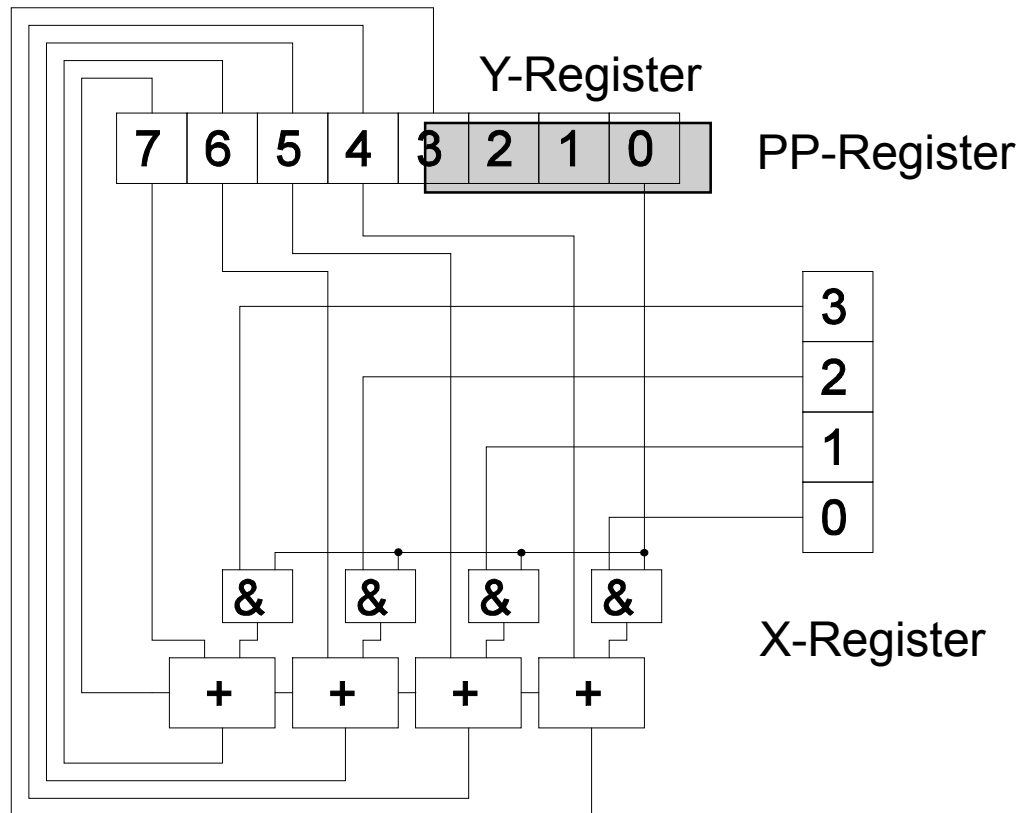 Y-Register
7 6 5 4 3 2 1 0
PP-Register
3
2
1
0
& & & &
X-Register
+ + + +